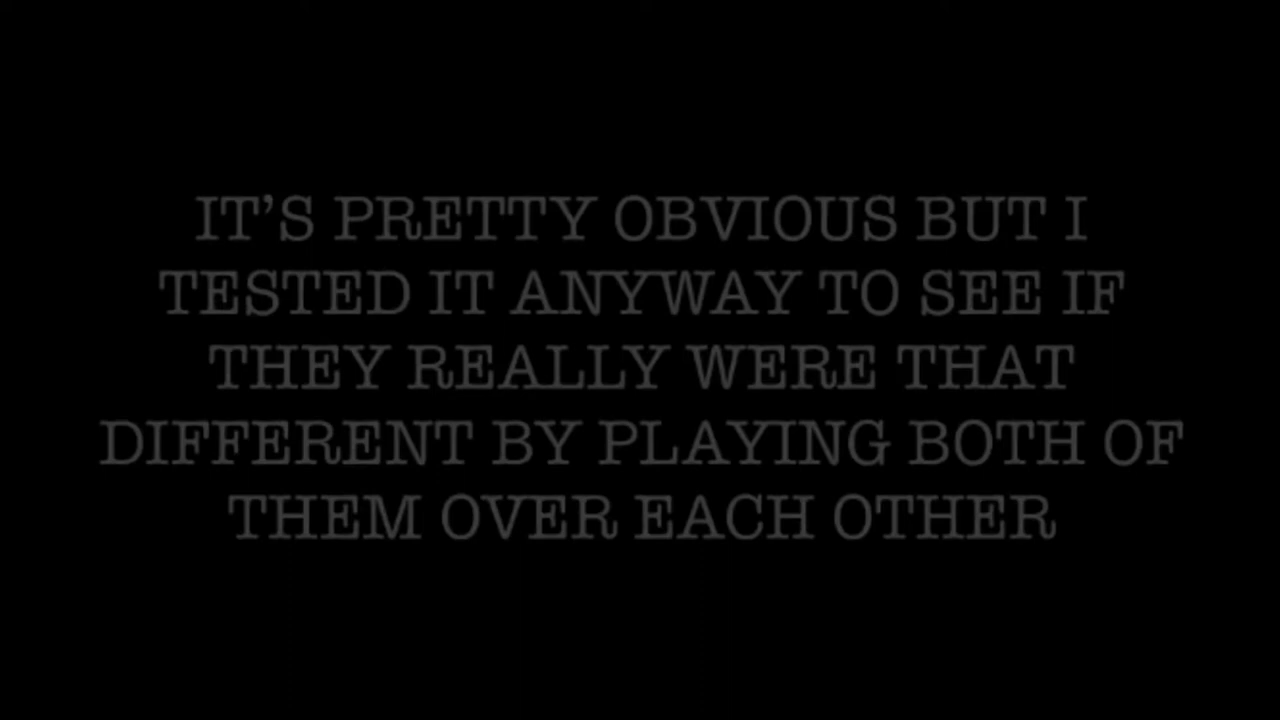 IT’S PRETTY OBVIOUS BUT I
TESTED IT ANYWAY TO SEE IF
THEY REALLY WERE THAT
DIFFERENT BY PLAYING BOTH OF
THEM OVER EACH OTHER